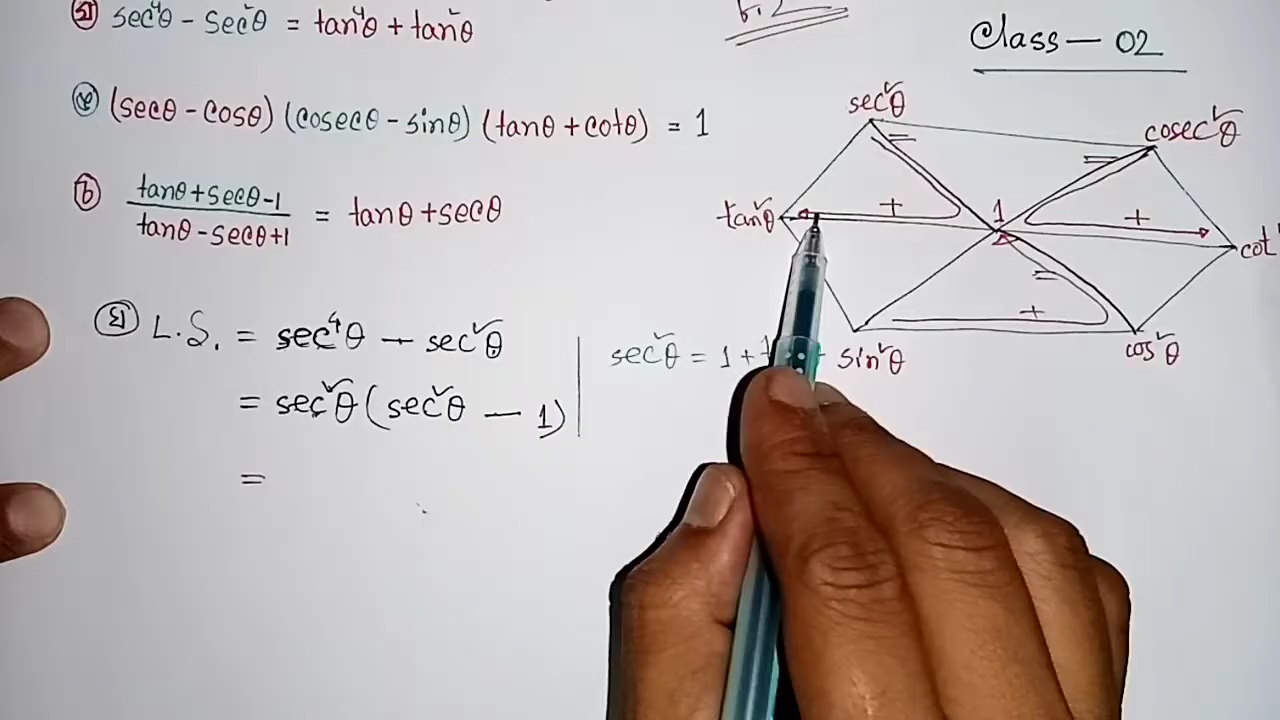 ঘ sec⁴θ - sec²θ = tan⁴θ + tan²θ
Class — 02
ঙ (secθ - cosθ) (cosecθ - sinθ) (tanθ + cotθ) = 1
চ (tanθ + secθ - 1)/(tanθ - secθ + 1) = tanθ + secθ
sec²θ
cosec²θ
tan²θ
1
cot
+
+
=
=
=
+
sin²θ
cos²θ
ঘ L.S. = sec⁴θ — sec²θ
= sec²θ (sec²θ — 1)
=
sec²θ = 1 +